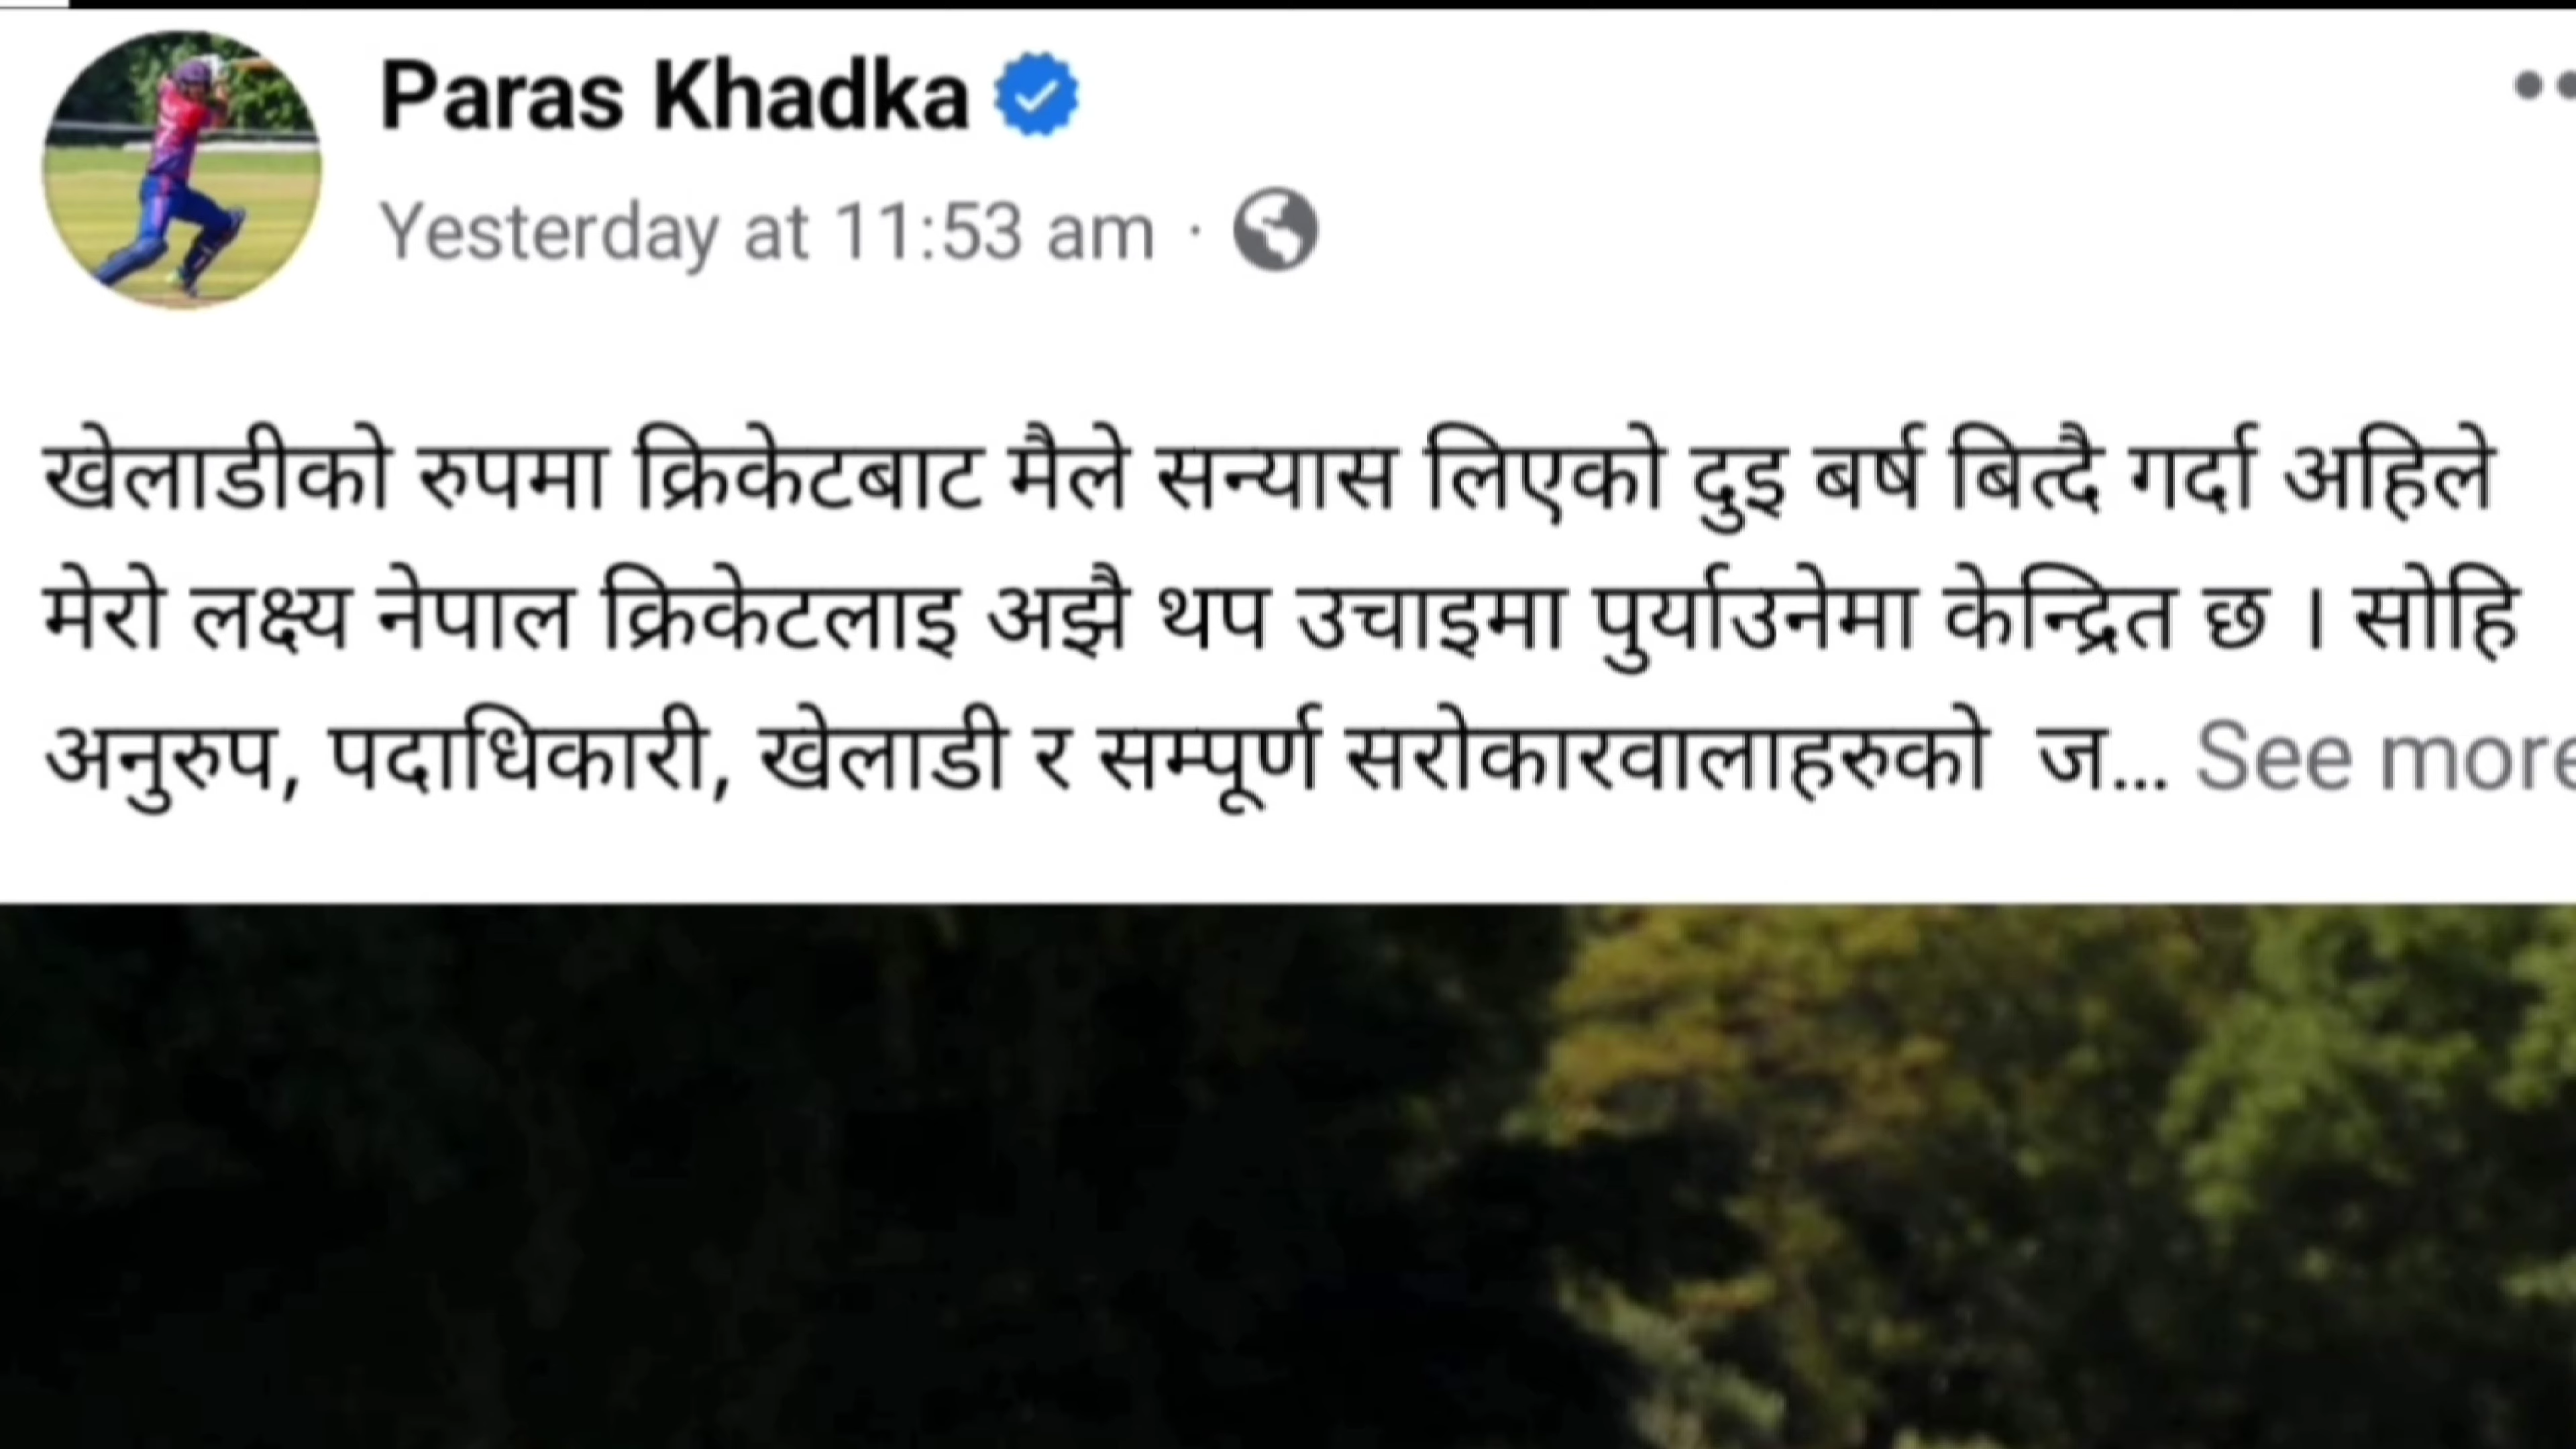 Paras Khadka
Yesterday at 11:53 am ·
खेलाडीको रुपमा क्रिकेटबाट मैले सन्यास लिएको दुइ बर्ष बित्दै गर्दा अहिले
मेरो लक्ष्य नेपाल क्रिकेटलाइ अझै थप उचाइमा पुर्याउनेमा केन्द्रित छ । सोहि
अनुरुप, पदाधिकारी, खेलाडी र सम्पूर्ण सरोकारवालाहरुको ज... See more